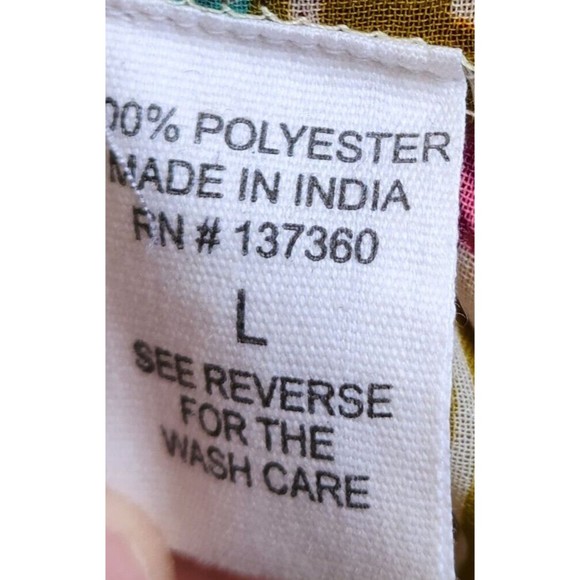 00% POLYESTER
MADE IN INDIA
RN # 137360
L
SEE REVERSE
FOR THE
WASH CARE